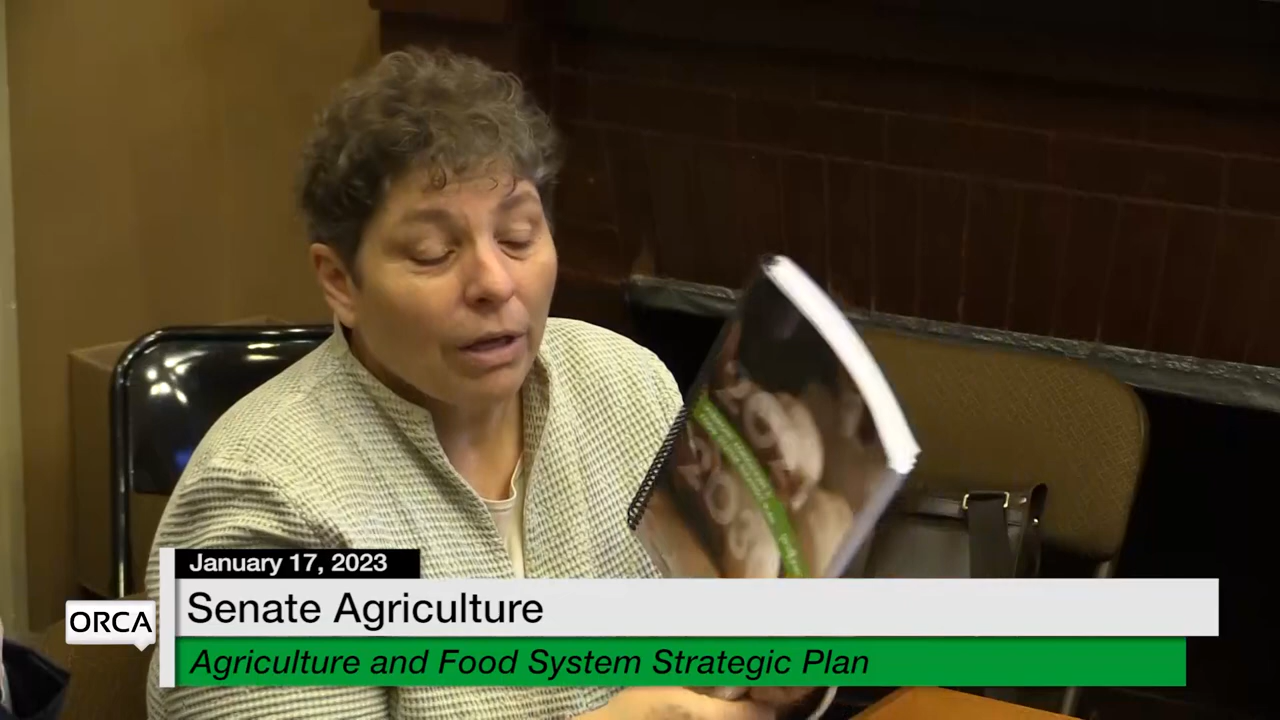 January 17, 2023
Senate Agriculture
ORCA
Agriculture and Food System Strategic Plan